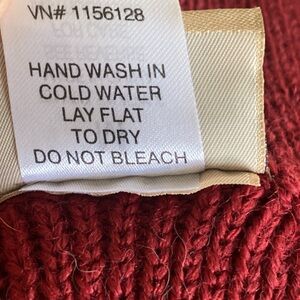 VN# 1156128
HAND WASH IN
COLD WATER
LAY FLAT
TO DRY
DO NOT BLEACH